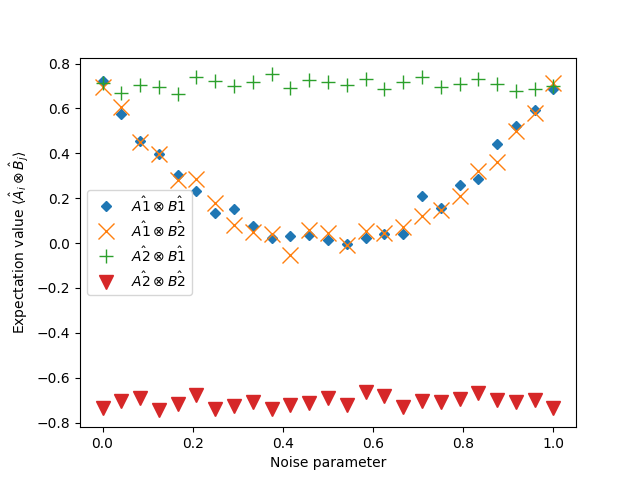 0.8
0.6
0.4
0.2
0.0
−0.2
−0.4
−0.6
−0.8
Expectation value ⟨Â_i ⊗ B̂_j⟩
A1̂ ⊗ B1̂
A1̂ ⊗ B2̂
A2̂ ⊗ B1̂
A2̂ ⊗ B2̂
0.0 0.2 0.4 0.6 0.8 1.0
Noise parameter